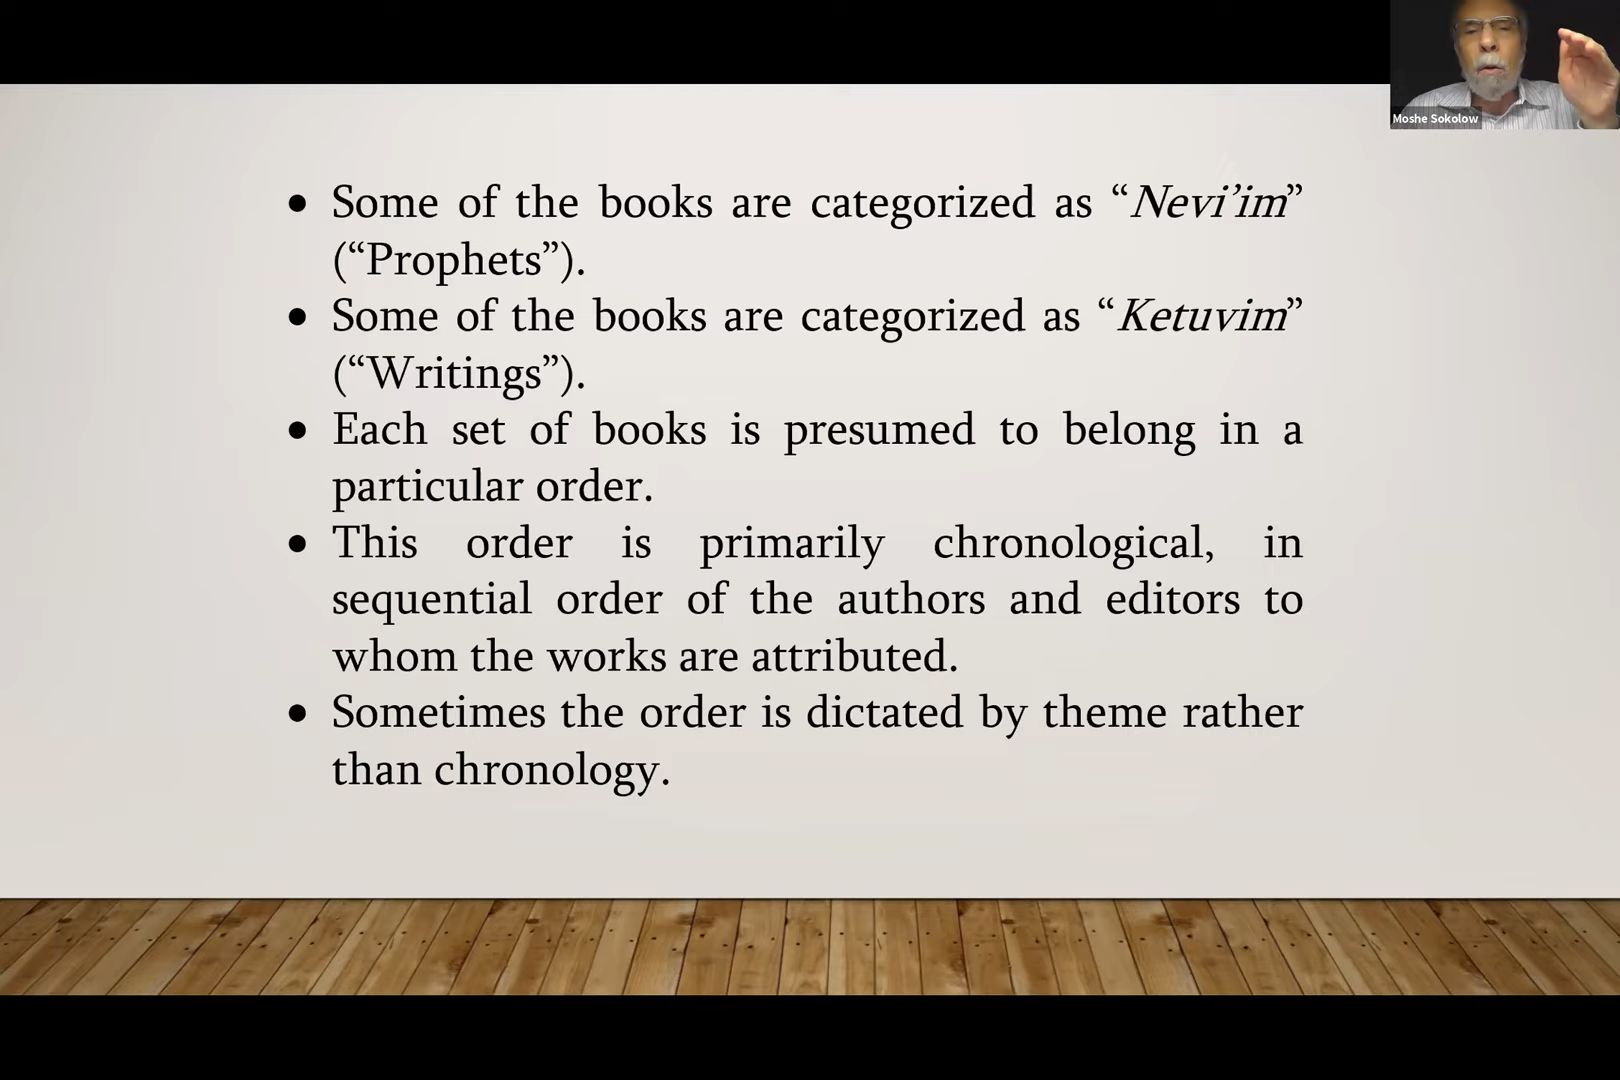 Moshe Sokolow
• Some of the books are categorized as “Nevi’im”
(“Prophets”).
• Some of the books are categorized as “Ketuvim”
(“Writings”).
• Each set of books is presumed to belong in a
particular order.
• This order is primarily chronological, in
sequential order of the authors and editors to
whom the works are attributed.
• Sometimes the order is dictated by theme rather
than chronology.